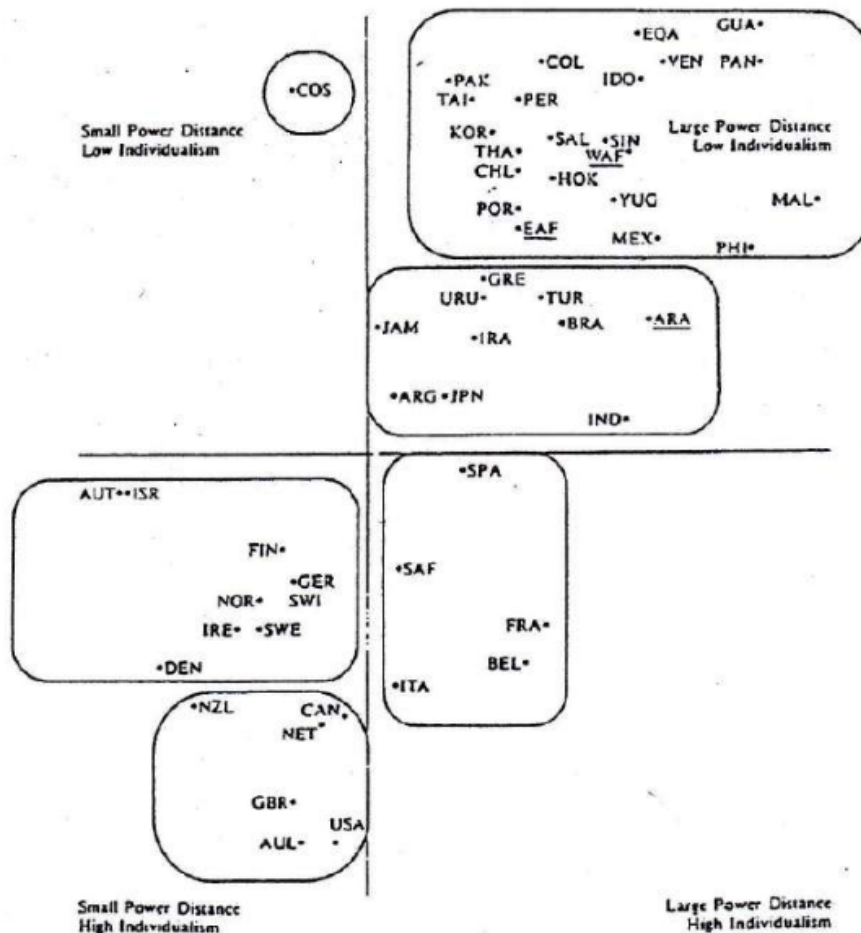 GUA
EQA
COL
VEN
PAN
COS
PAK
IDO
TAI
PER
Small Power Distance
Low Individualism
Large Power Distance
Low Individualism
KOR
SAL
SIN
THA
WAF
CHL
HOK
POR
YUG
MAL
EAF
MEX
PHI
GRE
URU
TUR
JAM
IRA
BRA
ARA
ARG
JPN
IND
SPA
AUT
ISR
FIN
SAF
GER
NOR
SWI
IRE
SWE
FRA
DEN
BEL
ITA
NZL
CAN
NET
GBR
USA
AUL
Small Power Distance
High Individualism
Large Power Distance
High Individualism